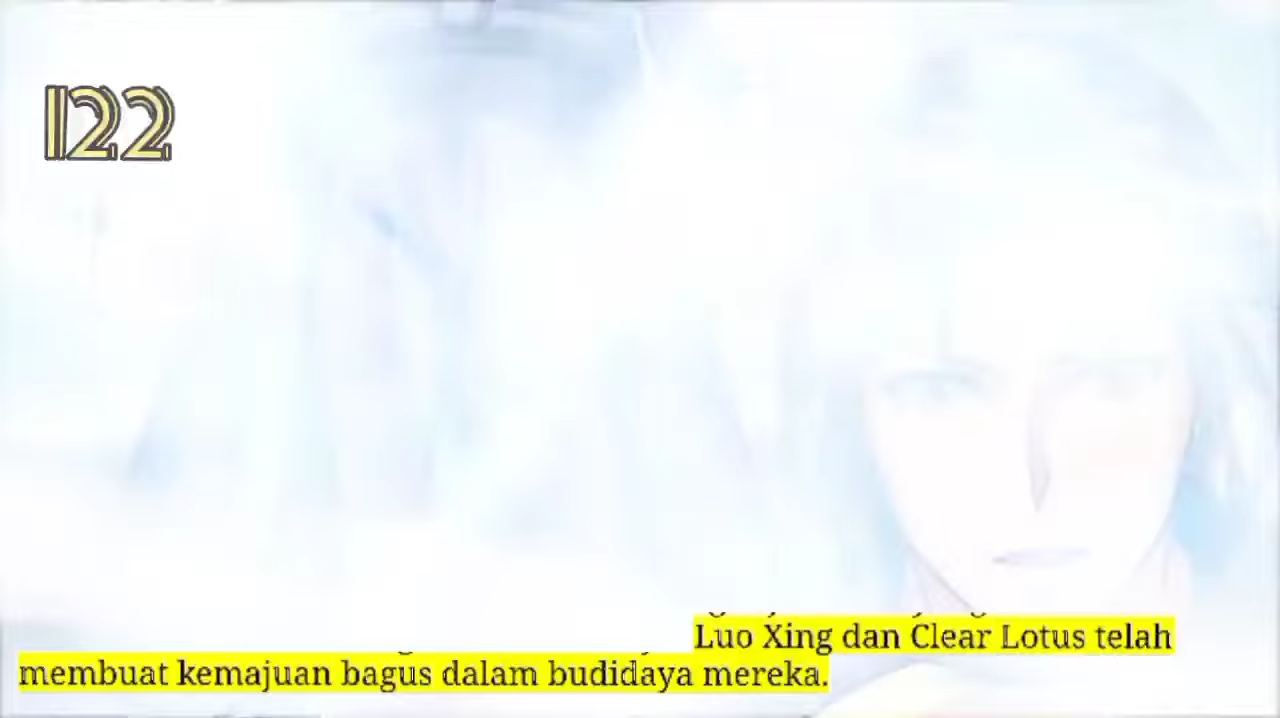 122
Luo Xing dan Clear Lotus telah
membuat kemajuan bagus dalam budidaya mereka.